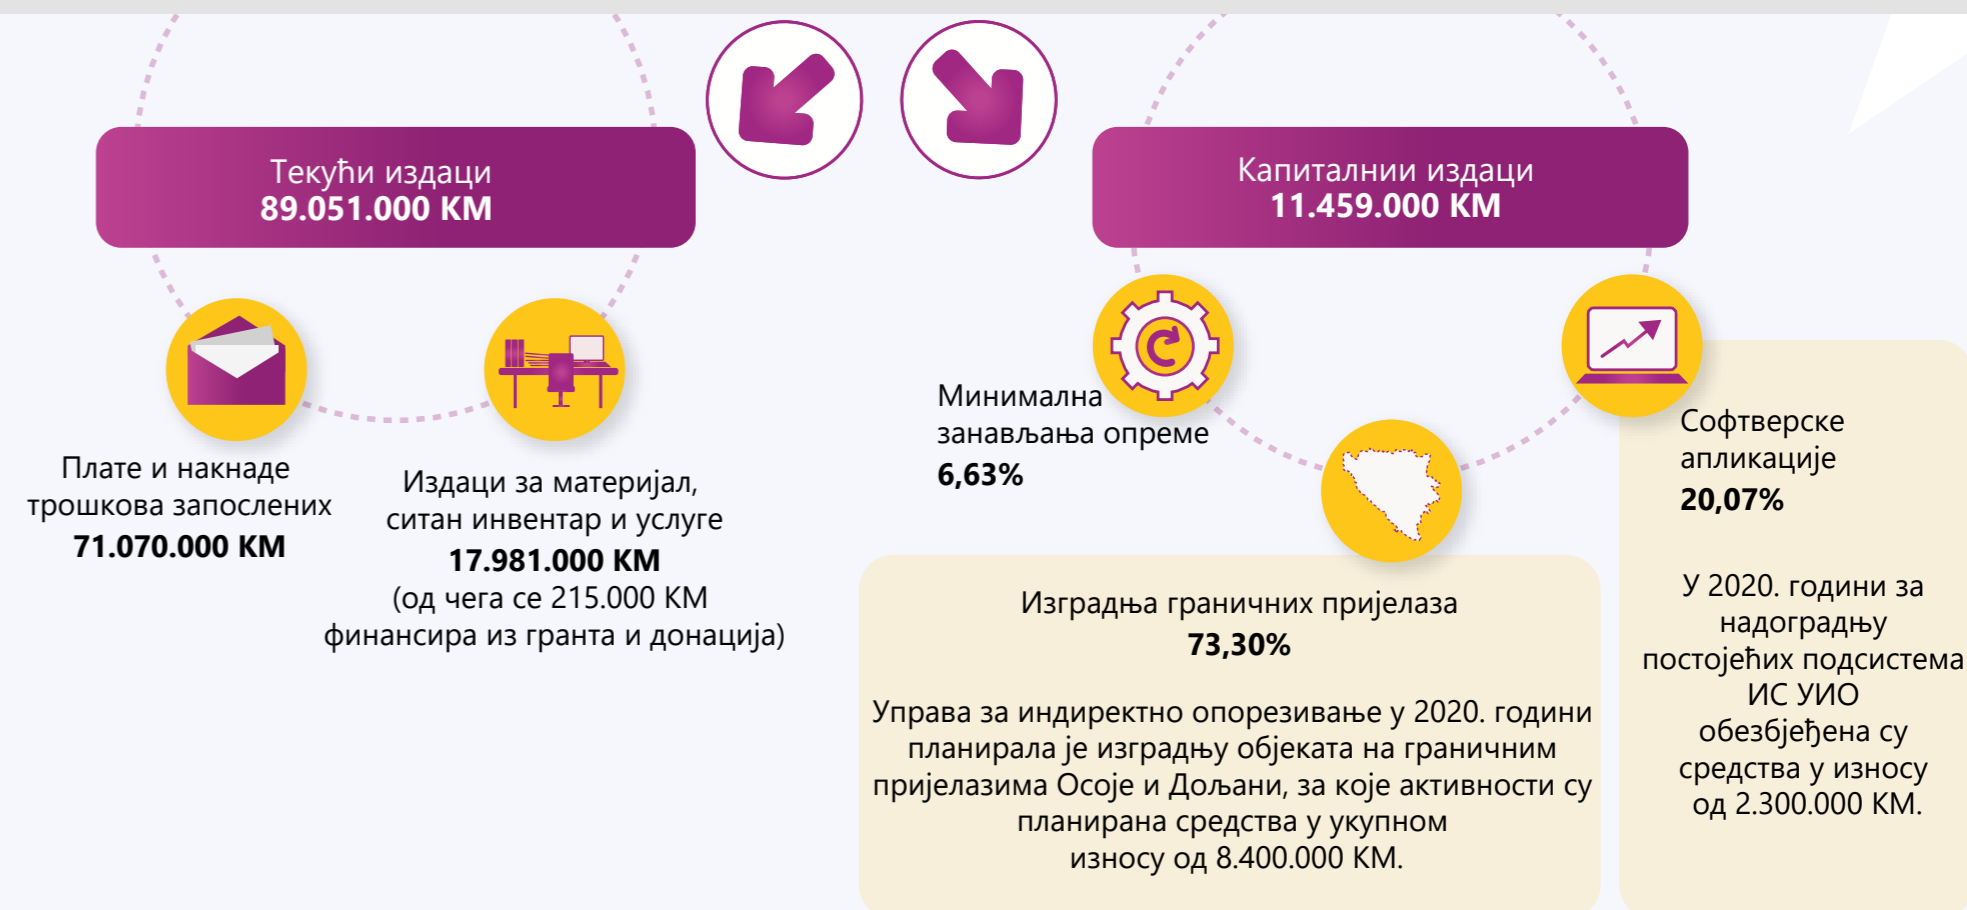 Текући издаци
89.051.000 КМ
Плате и накнаде
трошкова запослених
71.070.000 КМ
Издаци за материјал,
ситан инвентар и услуге
17.981.000 КМ
(од чега се 215.000 КМ
финансира из гранта и донација)
Капиталнии издаци
11.459.000 КМ
Минимална
занављања опреме
6,63%
Изградња граничних пријелаза
73,30%
Управа за индиректно опорезивање у 2020. години
планирала је изградњу објеката на граничним
пријелазима Осоје и Дољани, за које активности су
планирана средства у укупном
износу од 8.400.000 КМ.
Софтверске
апликације
20,07%
У 2020. години за
надоградњу
постојећих подсистема
ИС УИО
обезбјеђена су
средства у износу
од 2.300.000 КМ.